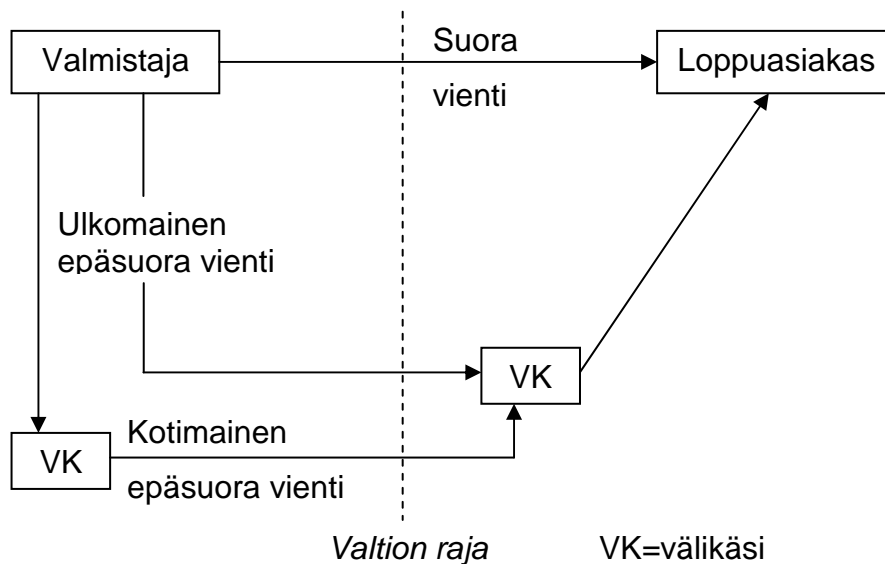 Valmistaja
Suora
vienti
Loppuasiakas
Ulkomainen
epäsuora vienti
VK
VK
Kotimainen
epäsuora vienti
Valtion raja
VK=välikäsi